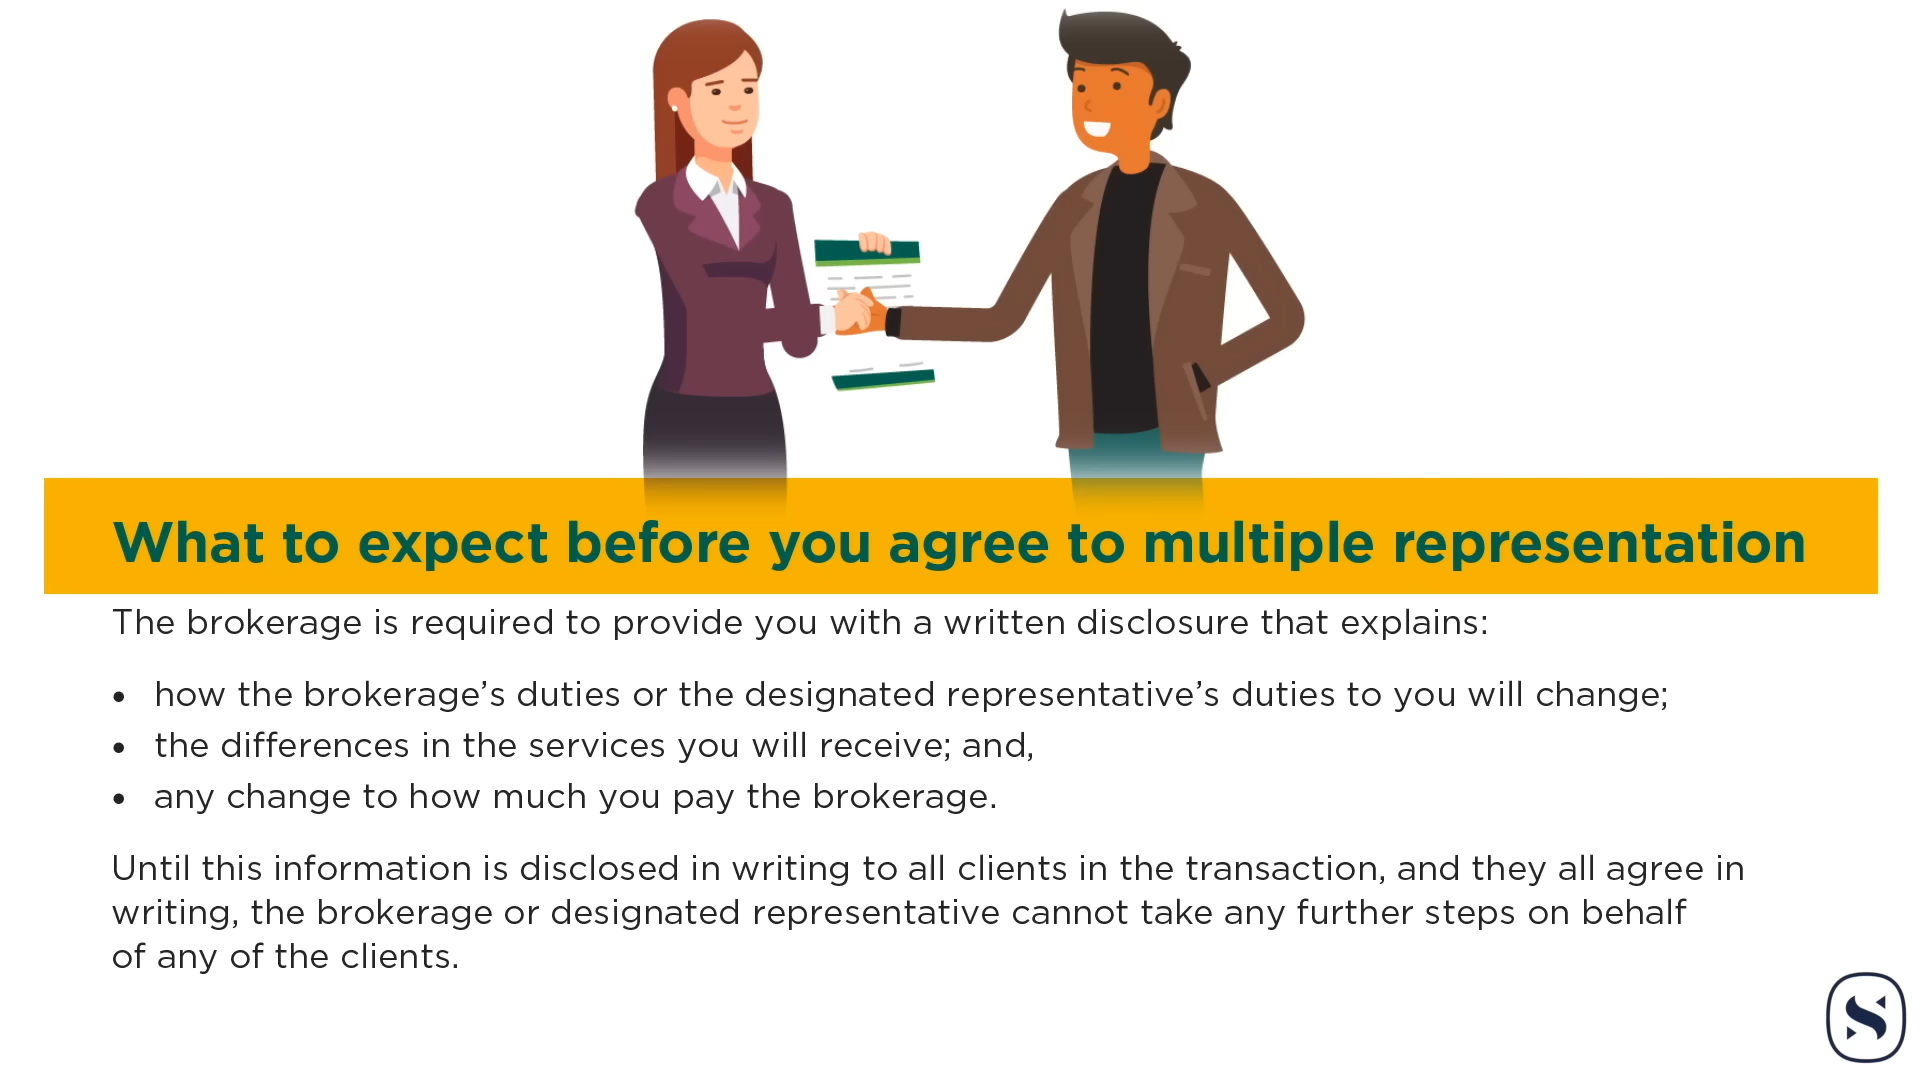 What to expect before you agree to multiple representation
The brokerage is required to provide you with a written disclosure that explains:
• how the brokerage’s duties or the designated representative’s duties to you will change;
• the differences in the services you will receive; and,
• any change to how much you pay the brokerage.
Until this information is disclosed in writing to all clients in the transaction, and they all agree in
writing, the brokerage or designated representative cannot take any further steps on behalf
of any of the clients.
S